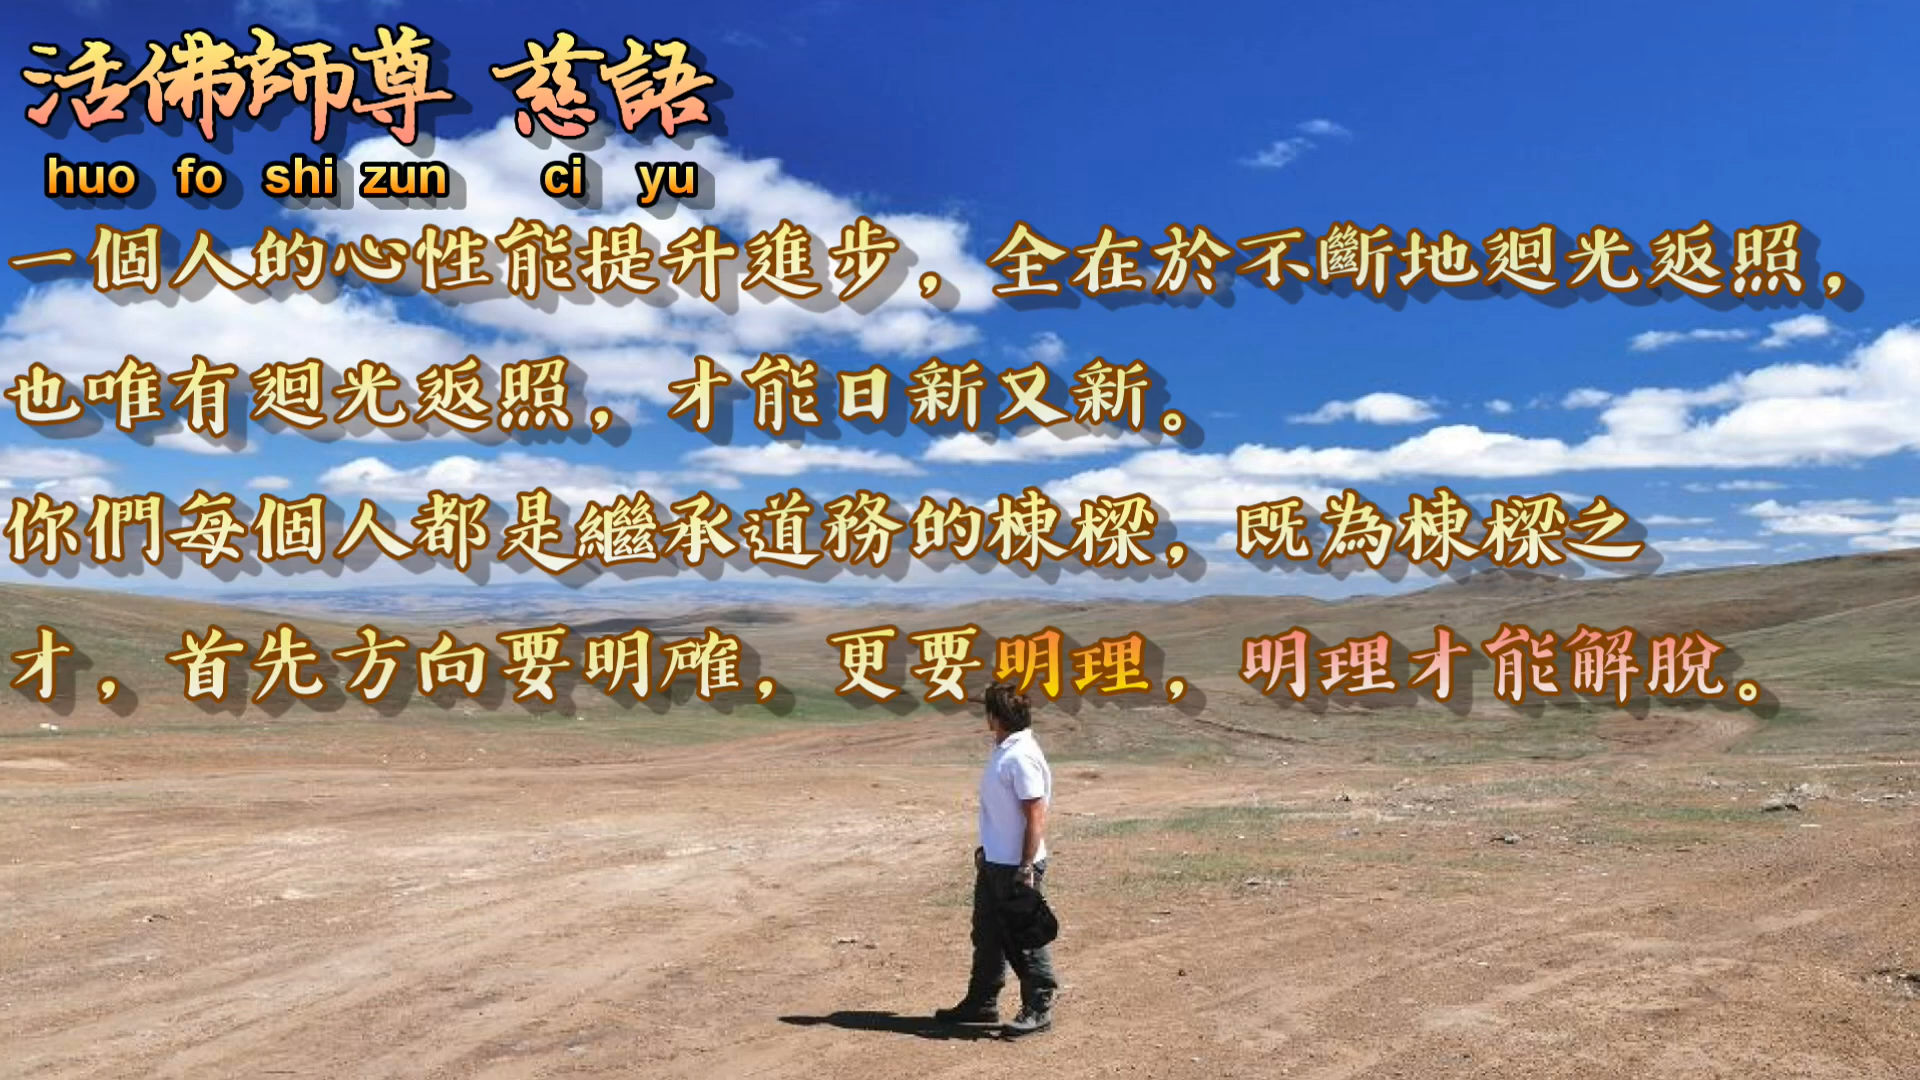 活佛師尊 慈語
huo fo shi zun ci yu
一個人的心性能提升進步，全在於不斷地廻光返照，
也唯有廻光返照，才能日新又新。
你們每個人都是繼承道務的棟樑，既為棟樑之
才，首先方向要明確，更要明理，明理才能解脫。